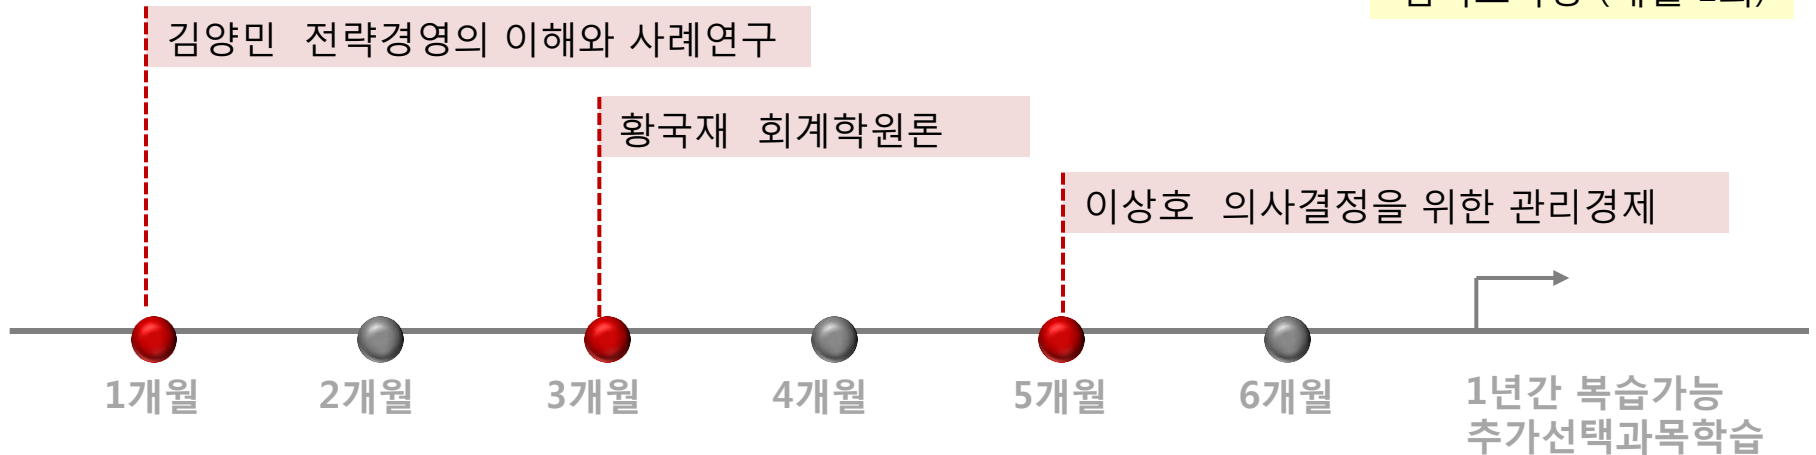 김양민 전략경영의 이해와 사례연구
황국재 회계학원론
이상호 의사결정을 위한 관리경제
1개월
2개월
3개월
4개월
5개월
6개월
1년간 복습가능
추가선택과목학습